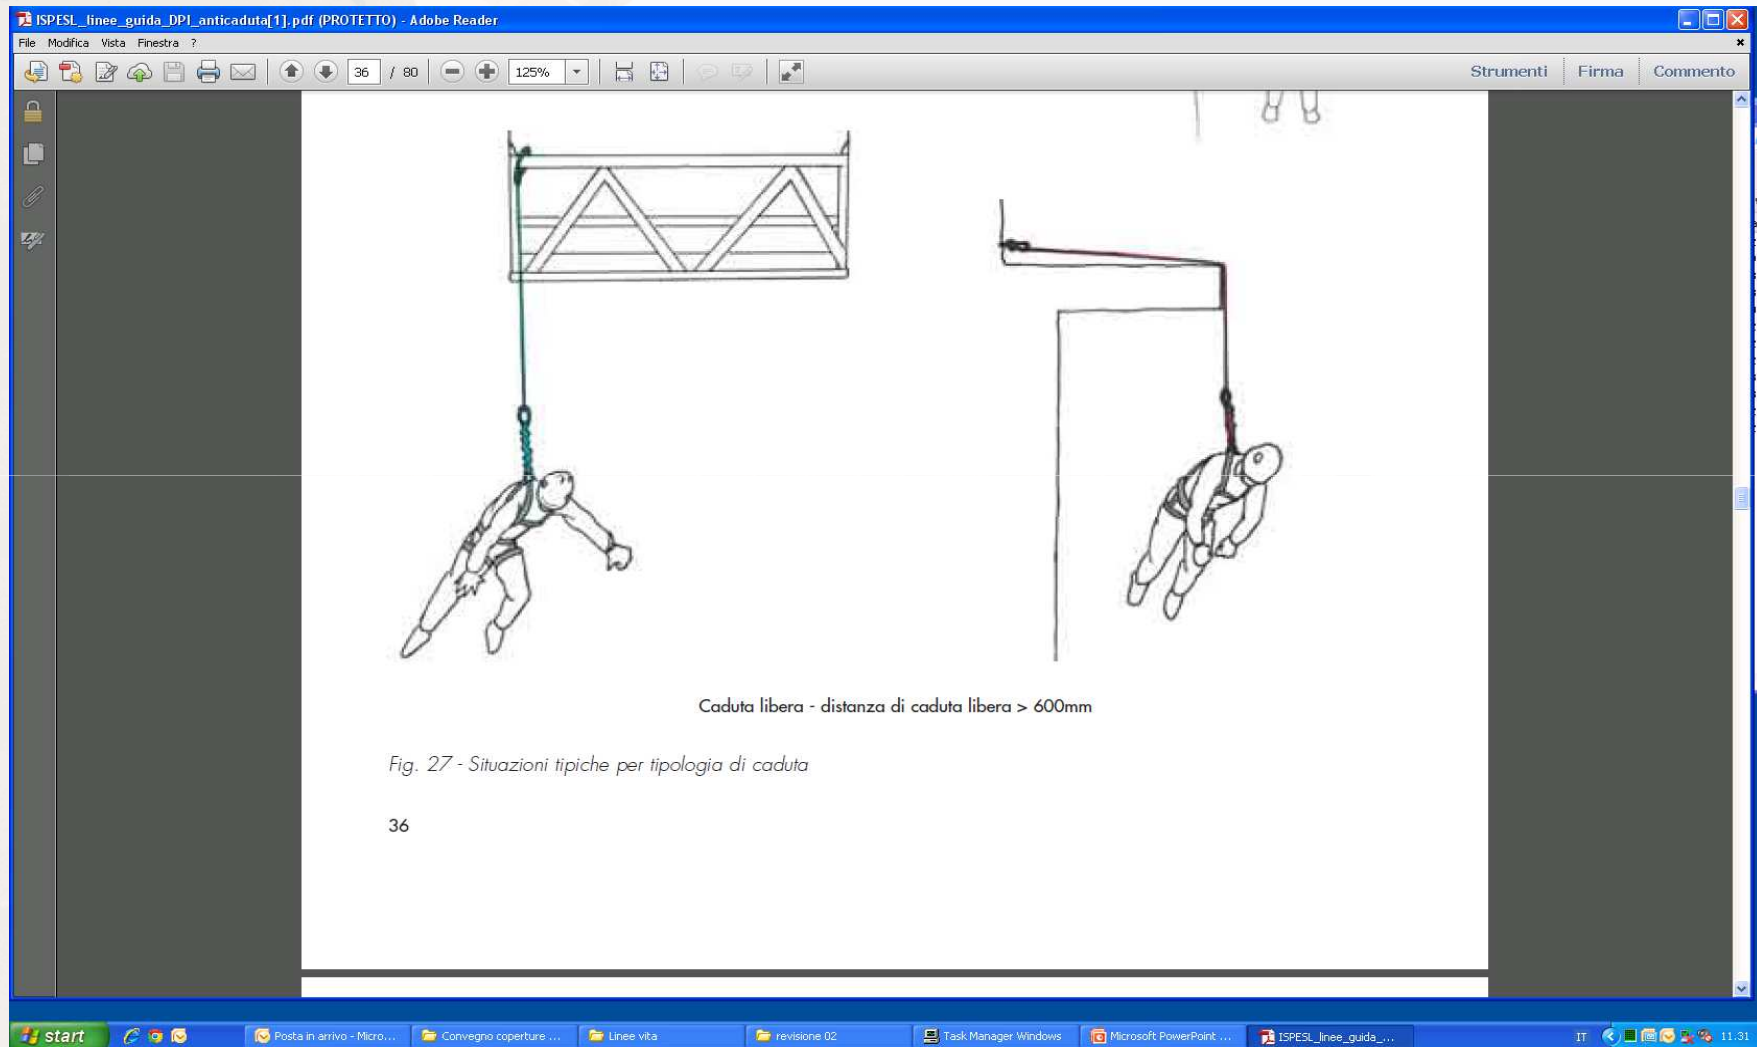 ISPESL_linee_guida_DPI_anticaduta[1].pdf (PROTETTO) - Adobe Reader
File Modifica Vista Finestra ?
36 / 80 125% Strumenti Firma Commento
Caduta libera - distanza di caduta libera > 600mm
Fig. 27 - Situazioni tipiche per tipologia di caduta
36
start Posta in arrivo - Micro... Convegno coperture ... Linee vita revisione 02 Task Manager Windows Microsoft PowerPoint ... ISPESL_linee_guida_... IT 11.31